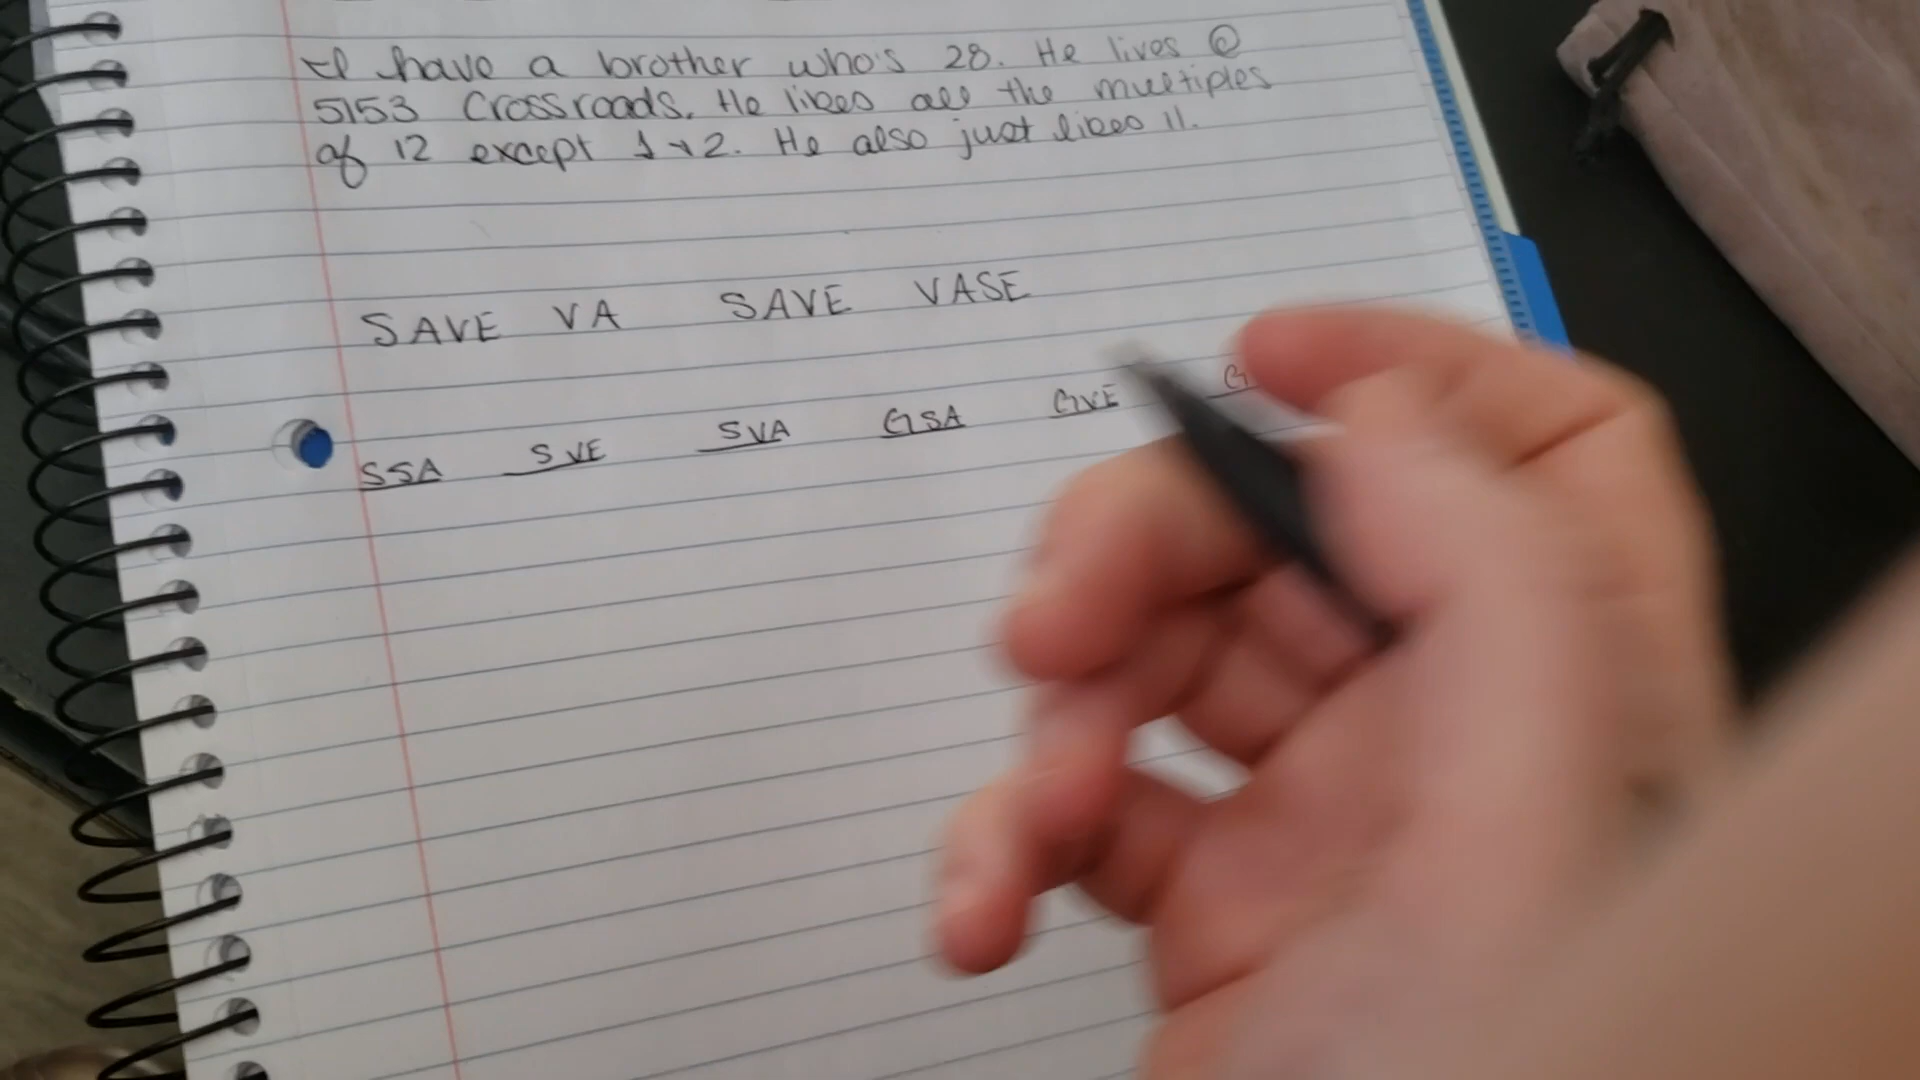 I have a brother who's 28. He lives @
5153 Crossroads. He likes all the multiples
of 12 except 1 + 2. He also just likes 11.
SAVE VA SAVE VASE
SSA SVE SVA GSA GVE